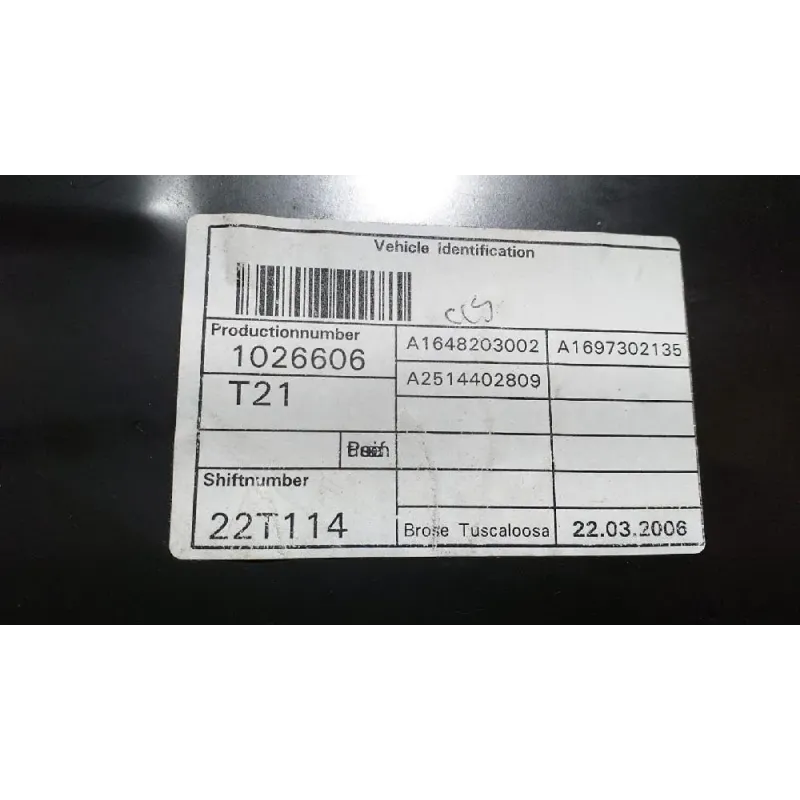 Vehicle identification
Productionnumber
1026606
A1648203002
A1697302135
T21
A2514402809
Shiftnumber
22T114
Brose Tuscaloosa
22.03.2006